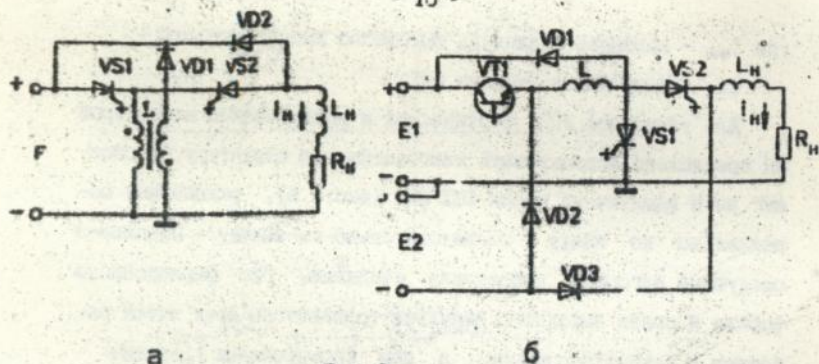 VD2
VS1 VD1 VS2
+
L
iн Lн
Rн
E
−
а
VD1
VT1 L VS2 Lн
+
E1 VS1 iн
Rн
−
VD2
E2
− VD3
б